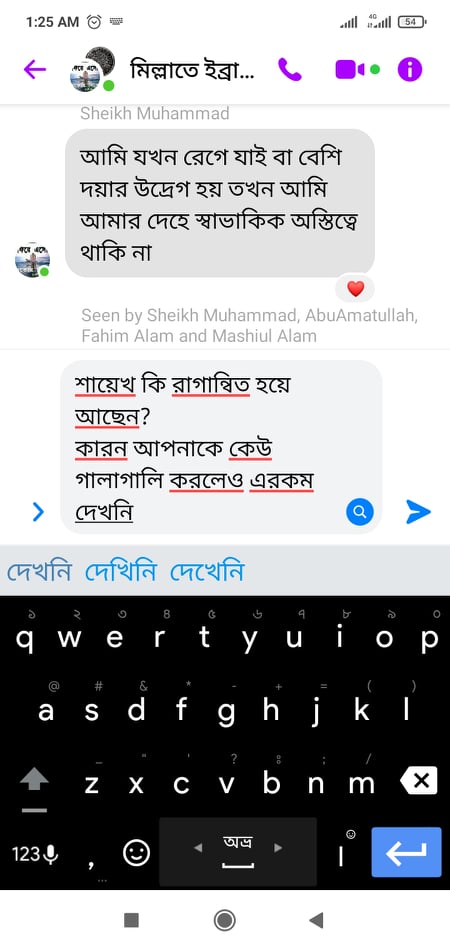 1:25 AM
4G
54
মিল্লাতে ইব্রা...
Sheikh Muhammad
আমি যখন রেগে যাই বা বেশি
দয়ার উদ্রেগ হয় তখন আমি
আমার দেহে স্বাভাকিক অস্তিত্বে
থাকি না
Seen by Sheikh Muhammad, AbuAmatullah,
Fahim Alam and Mashiul Alam
শায়েখ কি রাগান্বিত হয়ে
আছেন?
কারন আপনাকে কেউ
গালাগালি করলেও এরকম
দেখনি
দেখনি দেখিনি দেখেনি
১ ২ ৩ ৪ ৫ ৬ ৭ ৮ ৯ ০
q w e r t y u i o p
@ # & * - + = ( )
a s d f g h j k l
_ " ' ? : ; /
z x c v b n m
123 , অভ্র ।
...